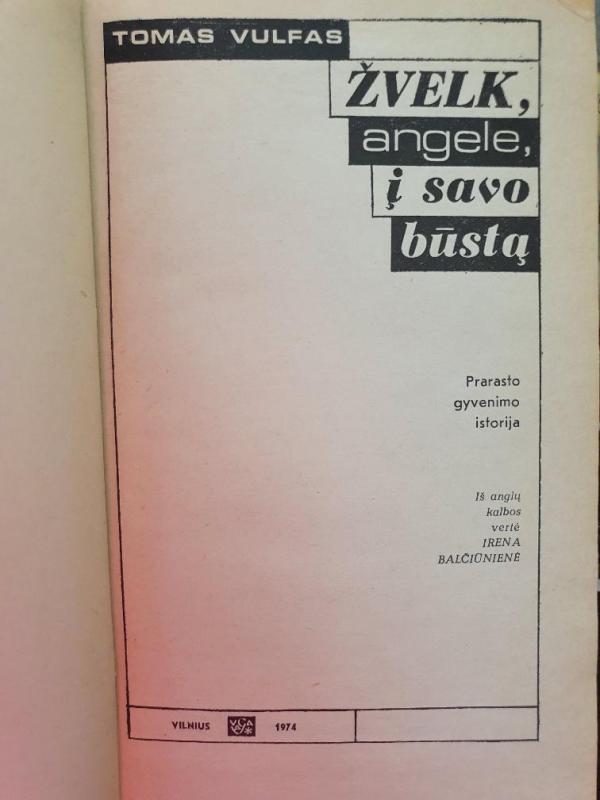 TOMAS VULFAS
ŽVELK,
angele,
į savo
būstą
Prarasto
gyvenimo
istorija
Iš anglų
kalbos
vertė
IRENA
BALČIŪNIENĖ
VILNIUS 1974